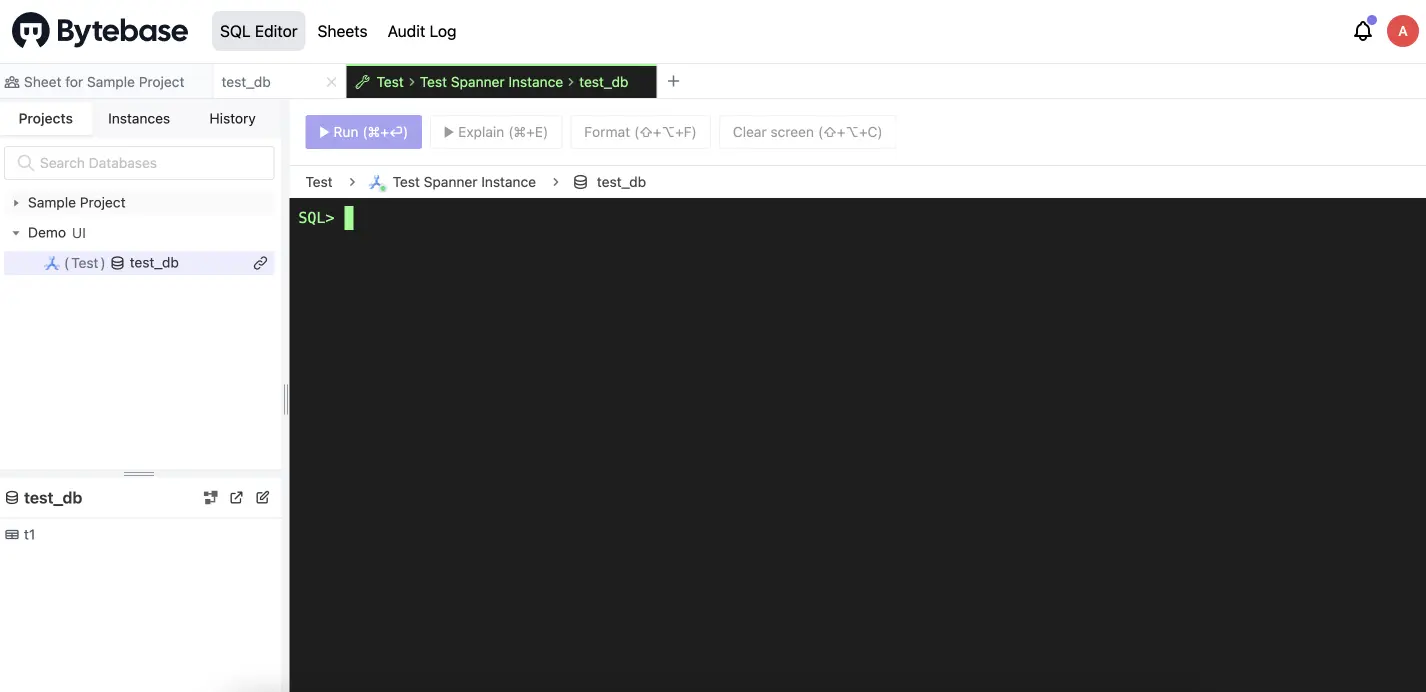 Bytebase SQL Editor Sheets Audit Log A
Sheet for Sample Project test_db Test > Test Spanner Instance > test_db
Projects Instances History
Run (⌘+⏎) Explain (⌘+E) Format (⇧+⌥+F) Clear screen (⇧+⌥+C)
Search Databases
Test > Test Spanner Instance > test_db
Sample Project
SQL>
Demo UI
(Test) test_db
test_db
t1